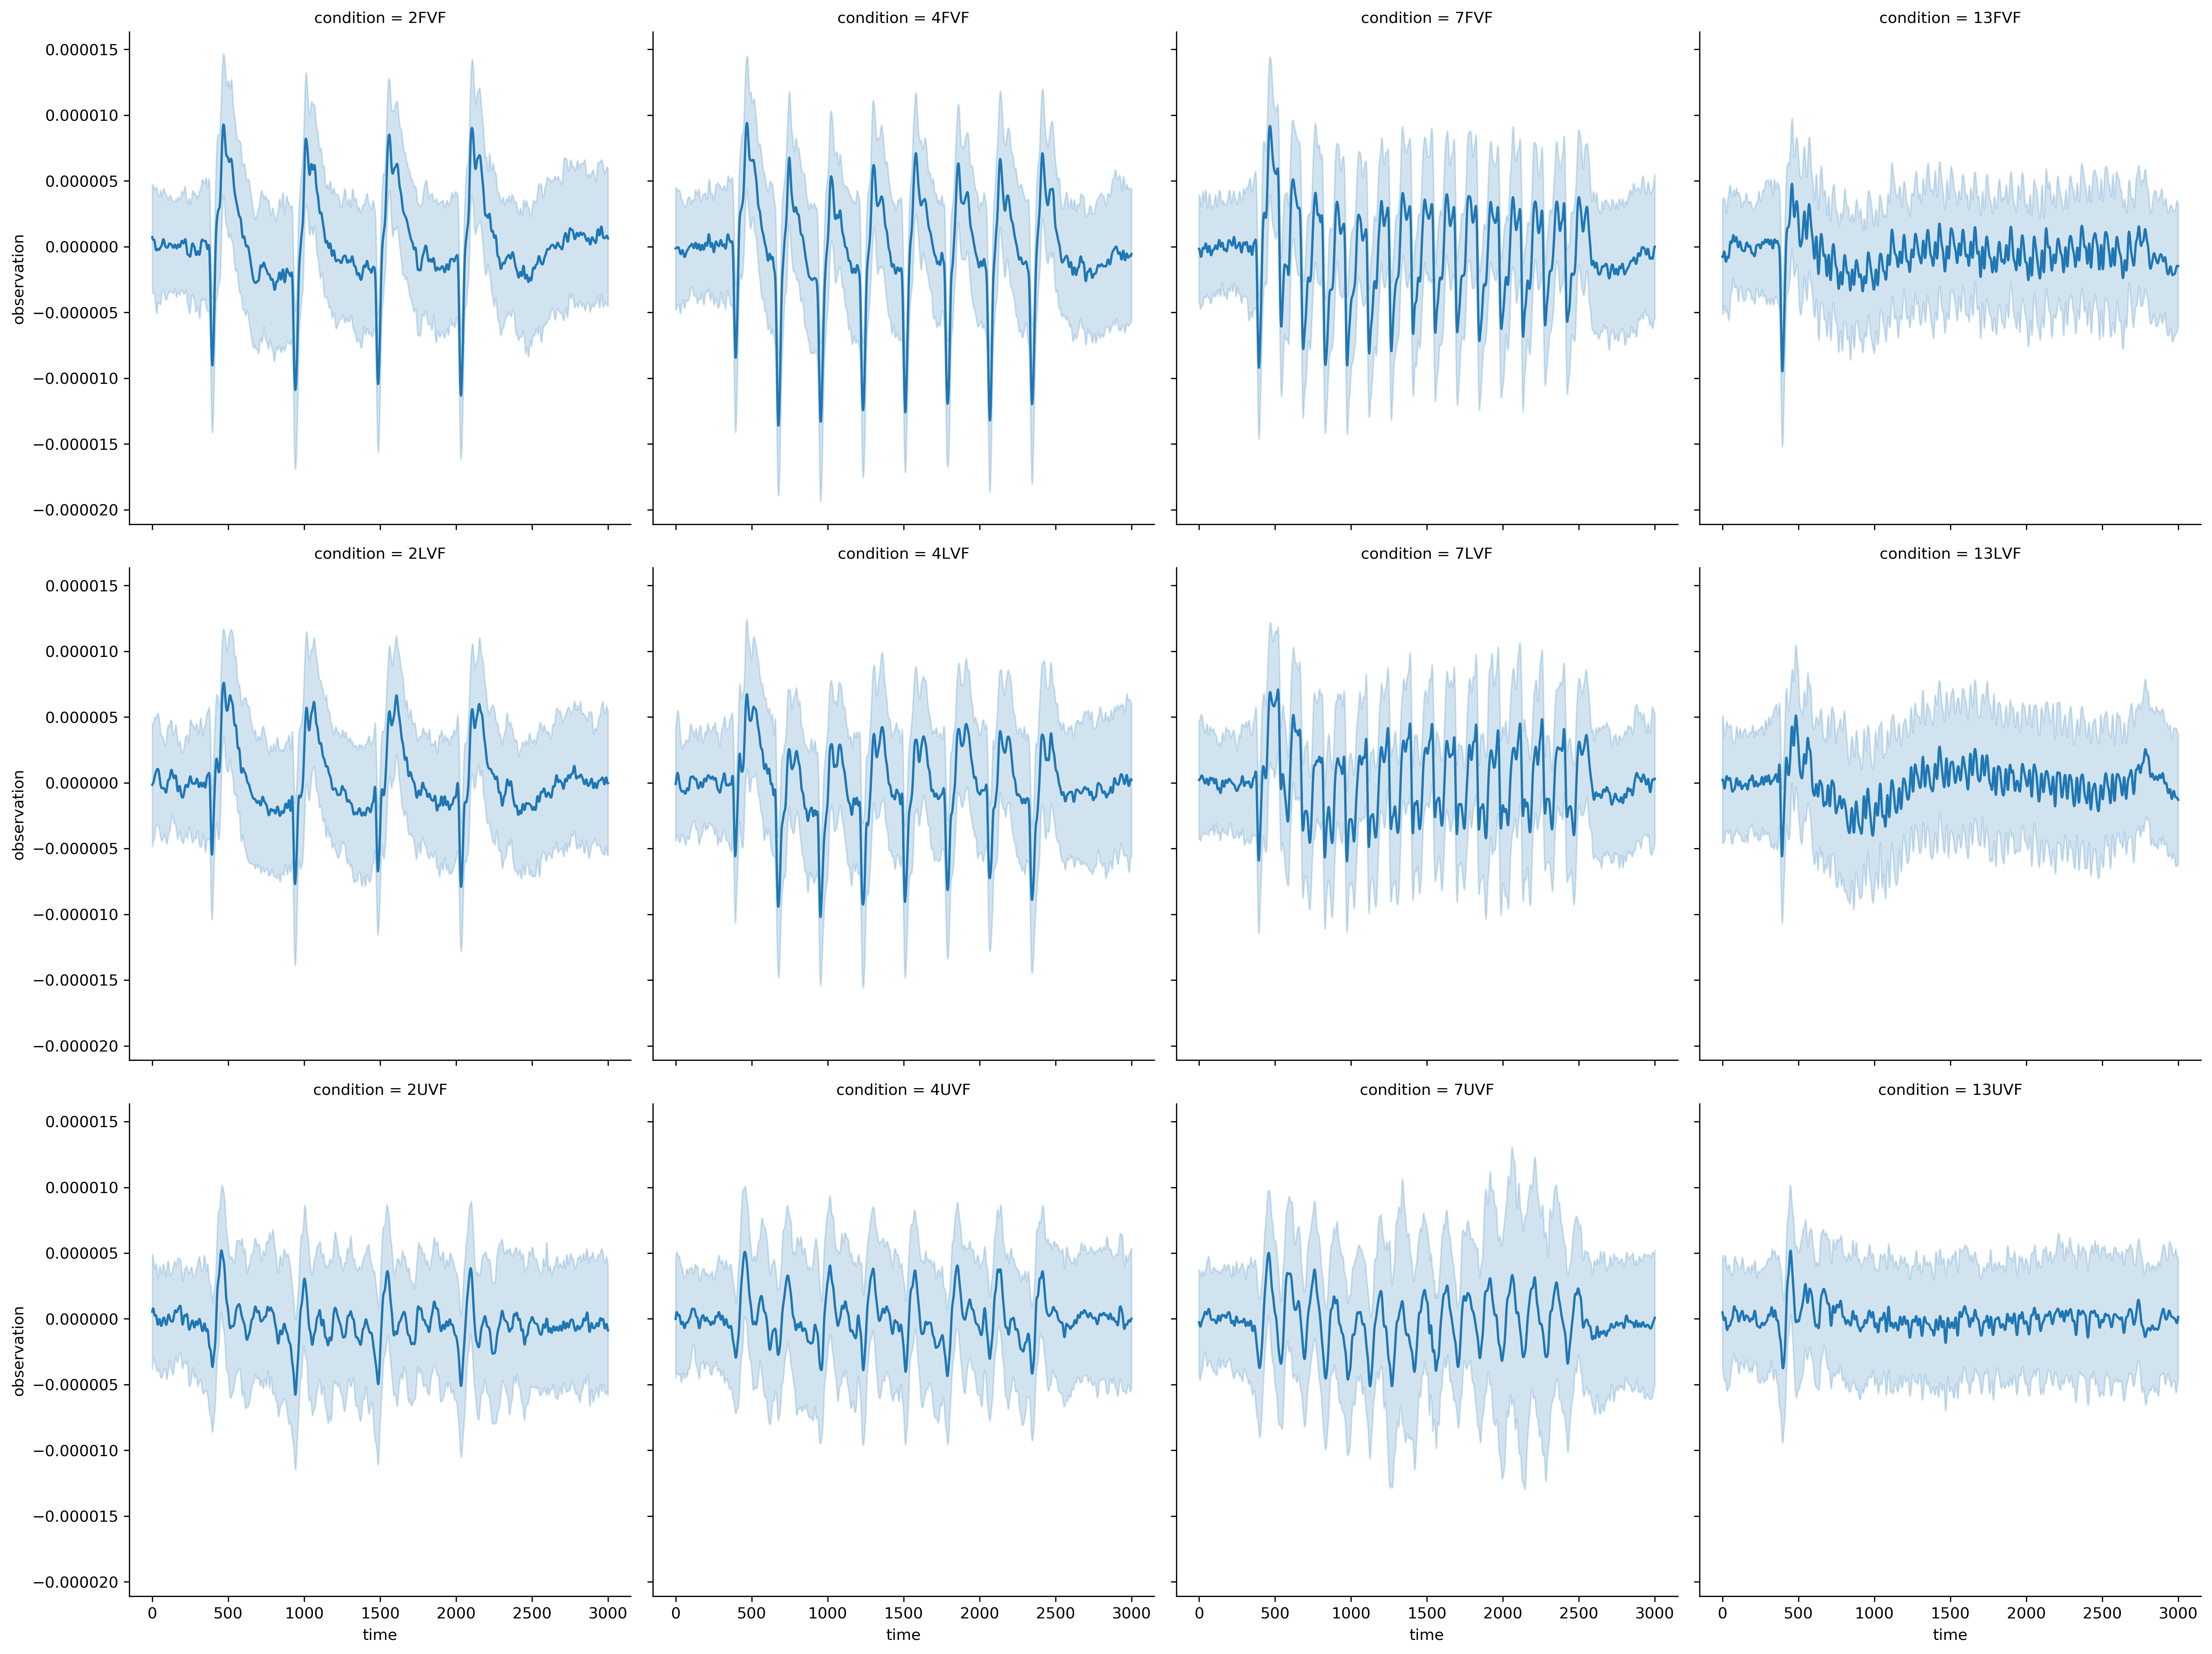 condition = 2FVF
condition = 4FVF
condition = 7FVF
condition = 13FVF
0.000015
0.000010
0.000005
0.000000
−0.000005
−0.000010
−0.000015
−0.000020
observation
condition = 2LVF
condition = 4LVF
condition = 7LVF
condition = 13LVF
0.000015
0.000010
0.000005
0.000000
−0.000005
−0.000010
−0.000015
−0.000020
observation
condition = 2UVF
condition = 4UVF
condition = 7UVF
condition = 13UVF
0.000015
0.000010
0.000005
0.000000
−0.000005
−0.000010
−0.000015
−0.000020
observation
0 500 1000 1500 2000 2500 3000
0 500 1000 1500 2000 2500 3000
0 500 1000 1500 2000 2500 3000
0 500 1000 1500 2000 2500 3000
time
time
time
time